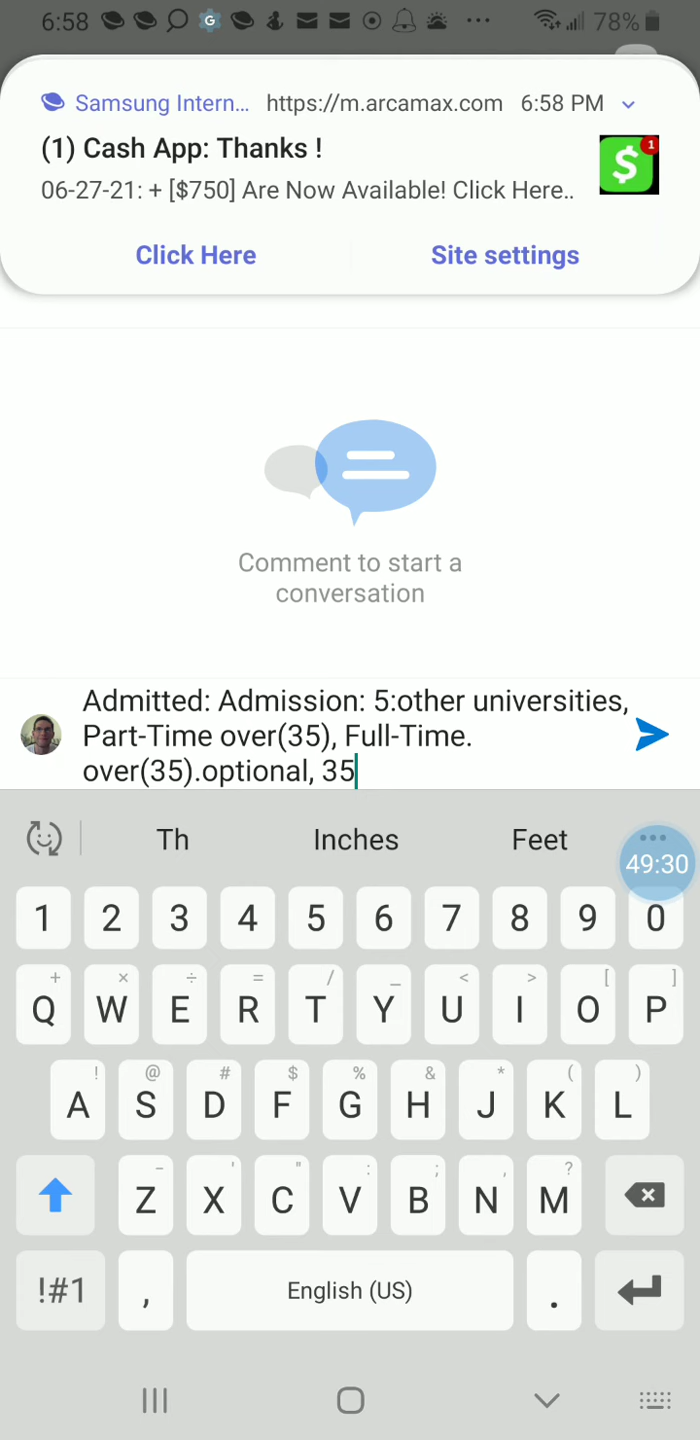 6:58 78%
Samsung Intern... https://m.arcamax.com 6:58 PM
(1) Cash App: Thanks !
06-27-21: + [$750] Are Now Available! Click Here..
$ 1
Click Here Site settings
Comment to start a
conversation
Admitted: Admission: 5:other universities,
Part-Time over(35), Full-Time.
over(35).optional, 35
Th Inches Feet
49:30
1 2 3 4 5 6 7 8 9 0
+ × ÷ = / _ < > [ ]
Q W E R T Y U I O P
! @ # $ % & * ( )
A S D F G H J K L
- ' " : ; , ?
Z X C V B N M
!#1 , English (US) .